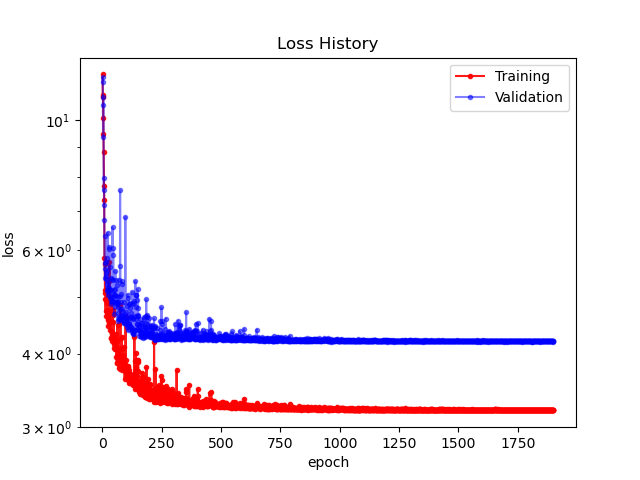 Loss History
Training
Validation
10¹
6 × 10⁰
4 × 10⁰
3 × 10⁰
loss
0 250 500 750 1000 1250 1500 1750
epoch